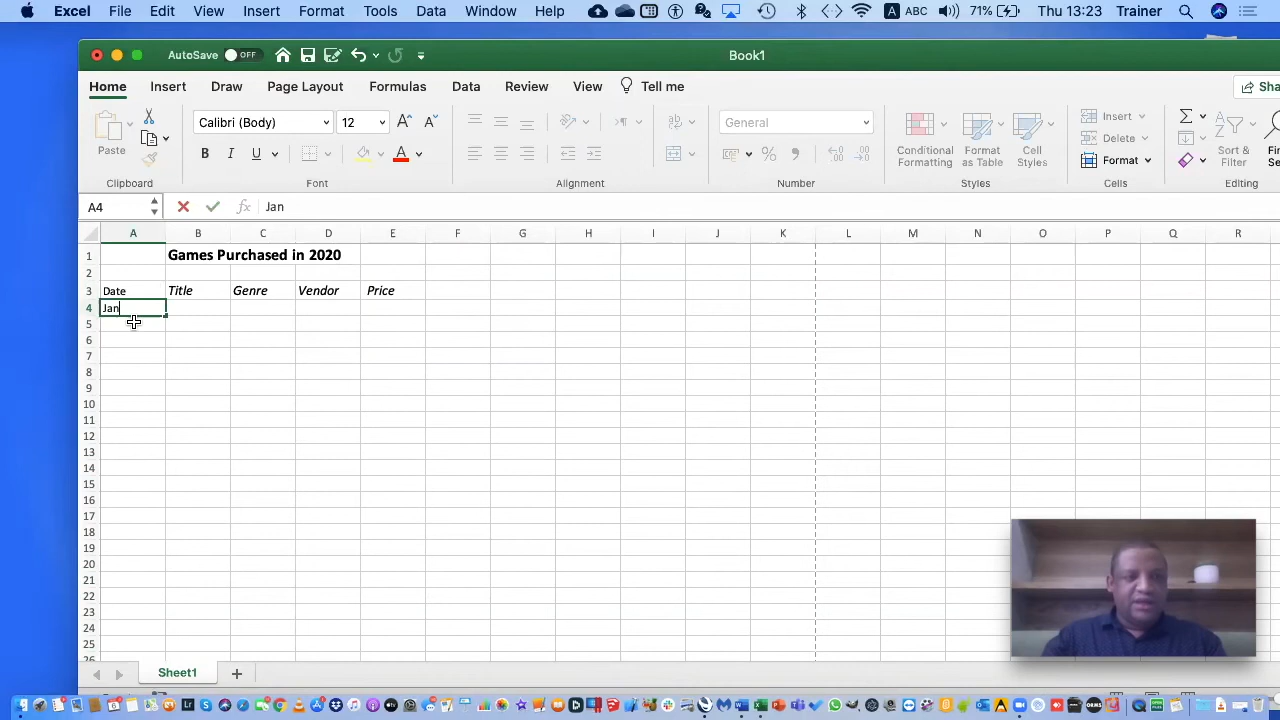 Excel File Edit View Insert Format Tools Data Window Help A ABC 71% Thu 13:23 Trainer
AutoSave OFF Book1
Home Insert Draw Page Layout Formulas Data Review View Tell me Sha
Paste Calibri (Body) 12 A A General Conditional Formatting Format as Table Cell Styles Insert Delete Format Sort & Filter
B I U A
Clipboard Font Alignment Number Styles Cells Editing
A4 fx Jan
A B C D E F G H I J K L M N O P Q R
1 Games Purchased in 2020
2
3 Date Title Genre Vendor Price
4 Jan
5
6
7
8
9
10
11
12
13
14
15
16
17
18
19
20
21
22
23
24
25
26
Sheet1 +